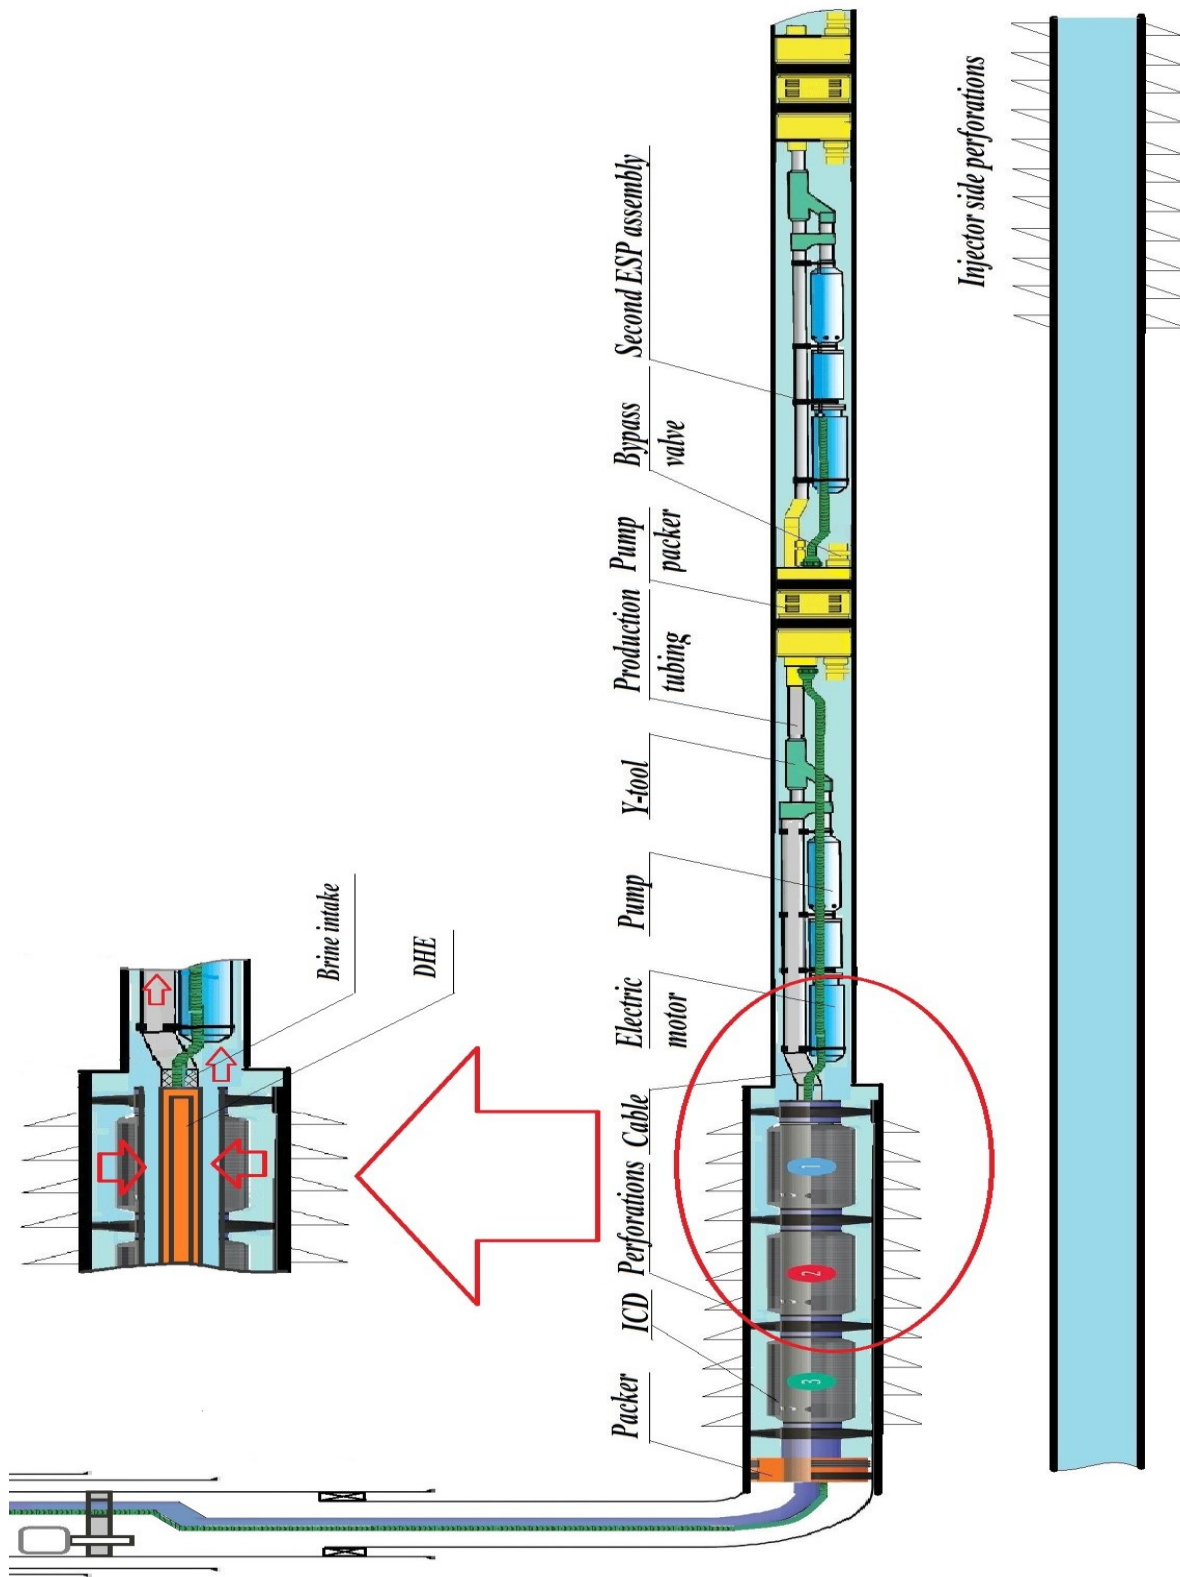 Injector side perforations
Second ESP assembly
Bypass
valve
Pump
packer
Production
tubing
Y-tool
Pump
Electric
motor
Cable
Perforations
ICD
Packer
Brine intake
DHE
1
2
3